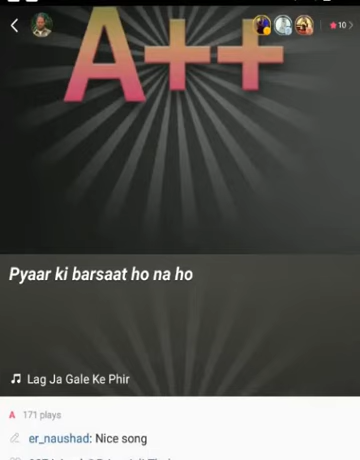 A++
10
Pyaar ki barsaat ho na ho
Lag Ja Gale Ke Phir
A 171 plays
er_naushad: Nice song